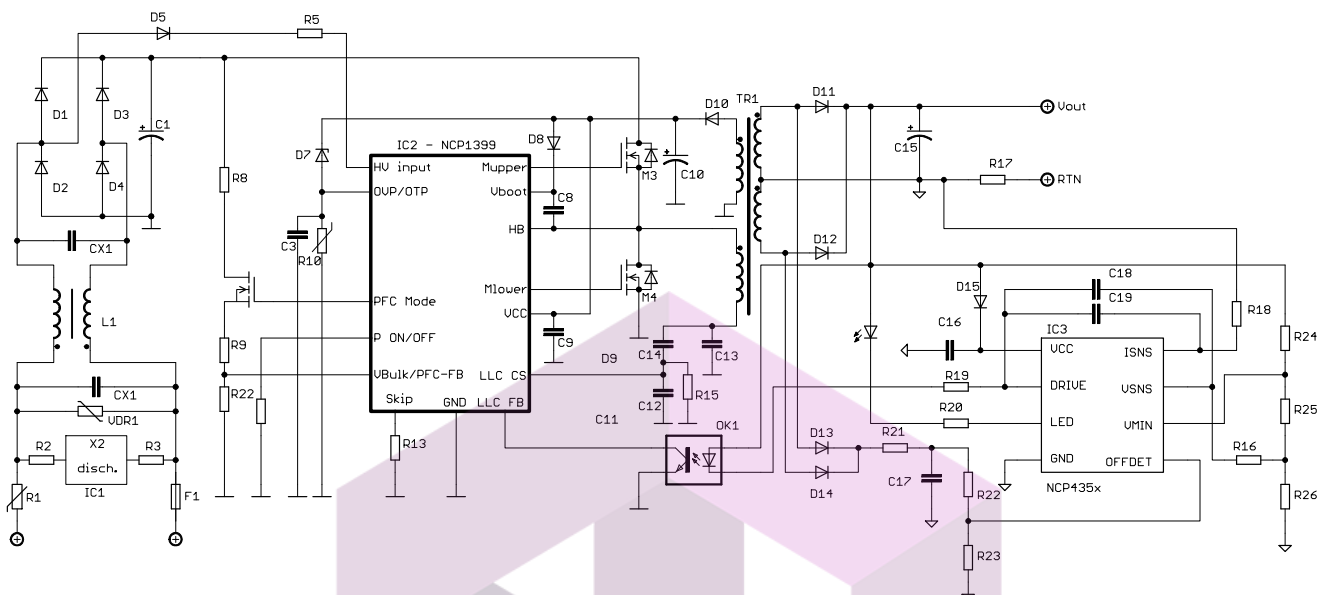 D5
R5
D1
D3
C1
D2
D4
CX1
L1
CX1
VDR1
R2
X2
disch.
R3
IC1
R1
F1
R8
R9
R22
D7
C3
R10
IC2 - NCP1399
HV input
Mupper
OVP/OTP
Vboot
HB
Mlower
PFC Mode
VCC
P ON/OFF
VBulk/PFC-FB
LLC CS
Skip
GND
LLC FB
R13
D8
C8
C9
M3
M4
C10
D10
TR1
D9
C14
C13
C12
R15
C11
OK1
D11
Vout
C15
R17
RTN
D12
D15
C18
C19
R18
C16
IC3
R24
VCC
ISNS
R19
DRIVE
VSNS
R25
R20
LED
VMIN
GND
OFFDET
R16
NCP435x
R26
D13
R21
D14
C17
R22
R23